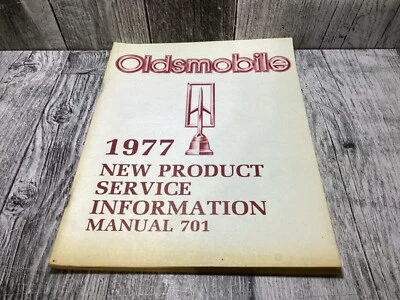 Oldsmobile
1977
NEW PRODUCT
SERVICE
INFORMATION
MANUAL 701